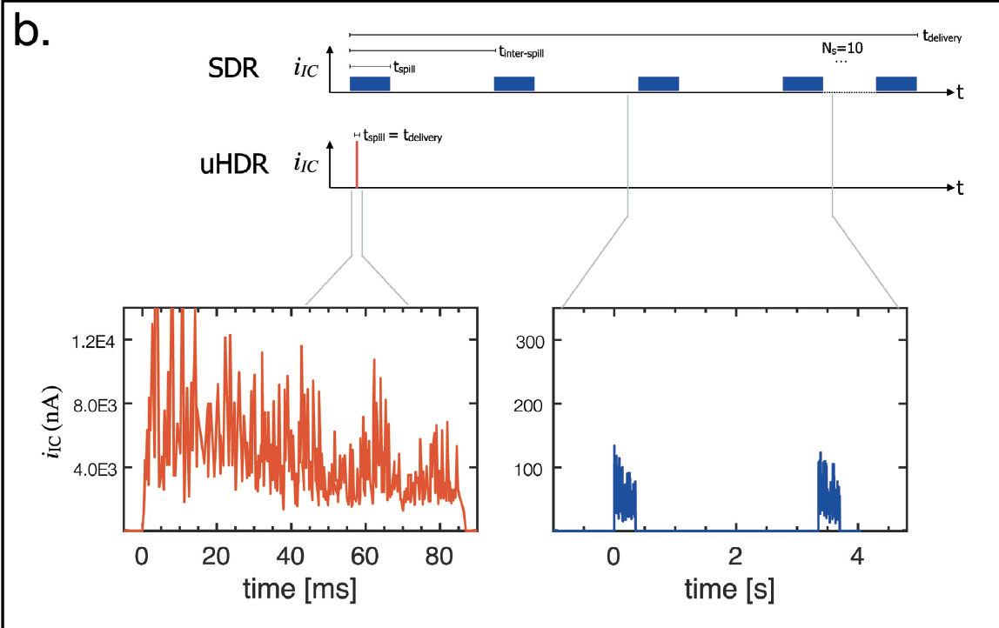 b.
t_delivery
t_inter-spill
N_s=10
...
t_spill
SDR
i_IC
t
t_spill = t_delivery
uHDR
i_IC
t
1.2E4
8.0E3
4.0E3
i_IC (nA)
0 20 40 60 80
time [ms]
300
200
100
0 2 4
time [s]